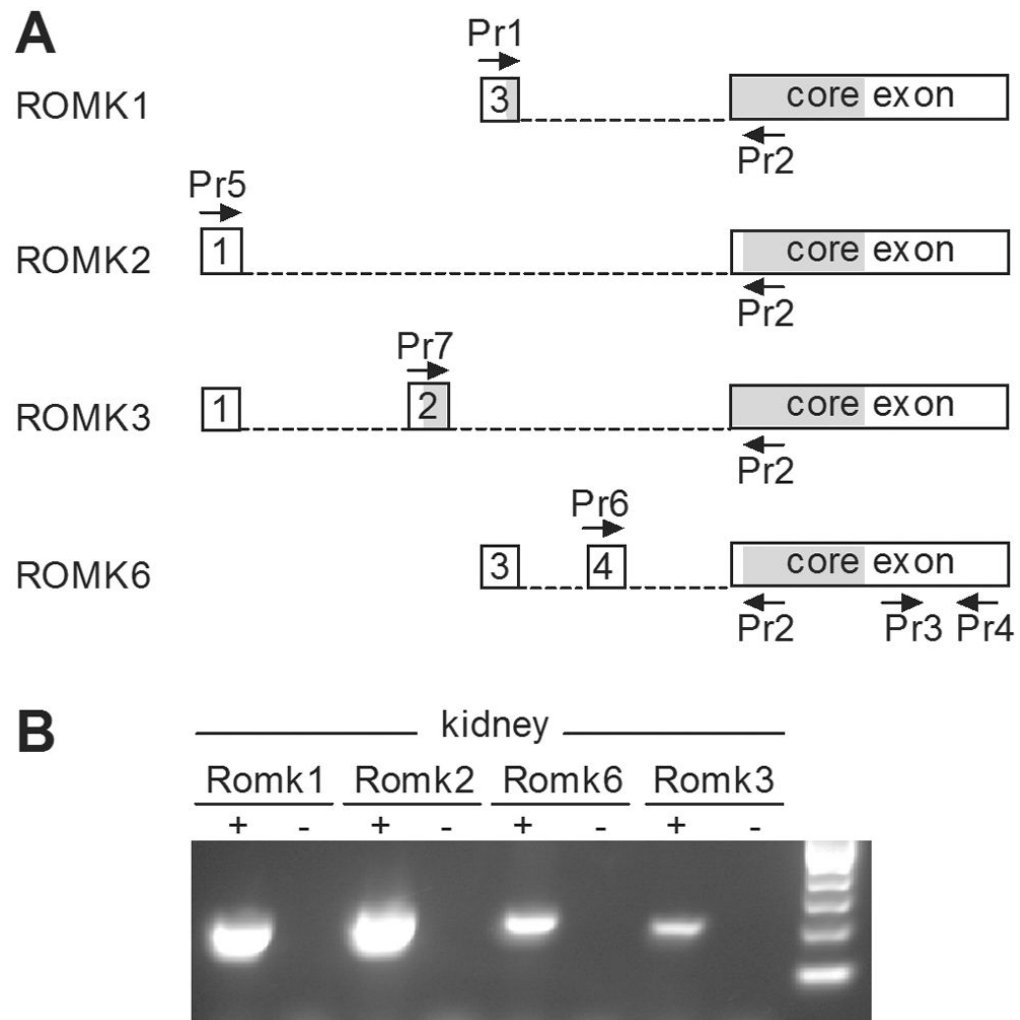 A
Pr1
ROMK1 3 core exon
Pr2
Pr5
ROMK2 1 core exon
Pr2
Pr7
ROMK3 1 2 core exon
Pr2
Pr6
ROMK6 3 4 core exon
Pr2 Pr3 Pr4
B
kidney
Romk1 Romk2 Romk6 Romk3
+ - + - + - + -